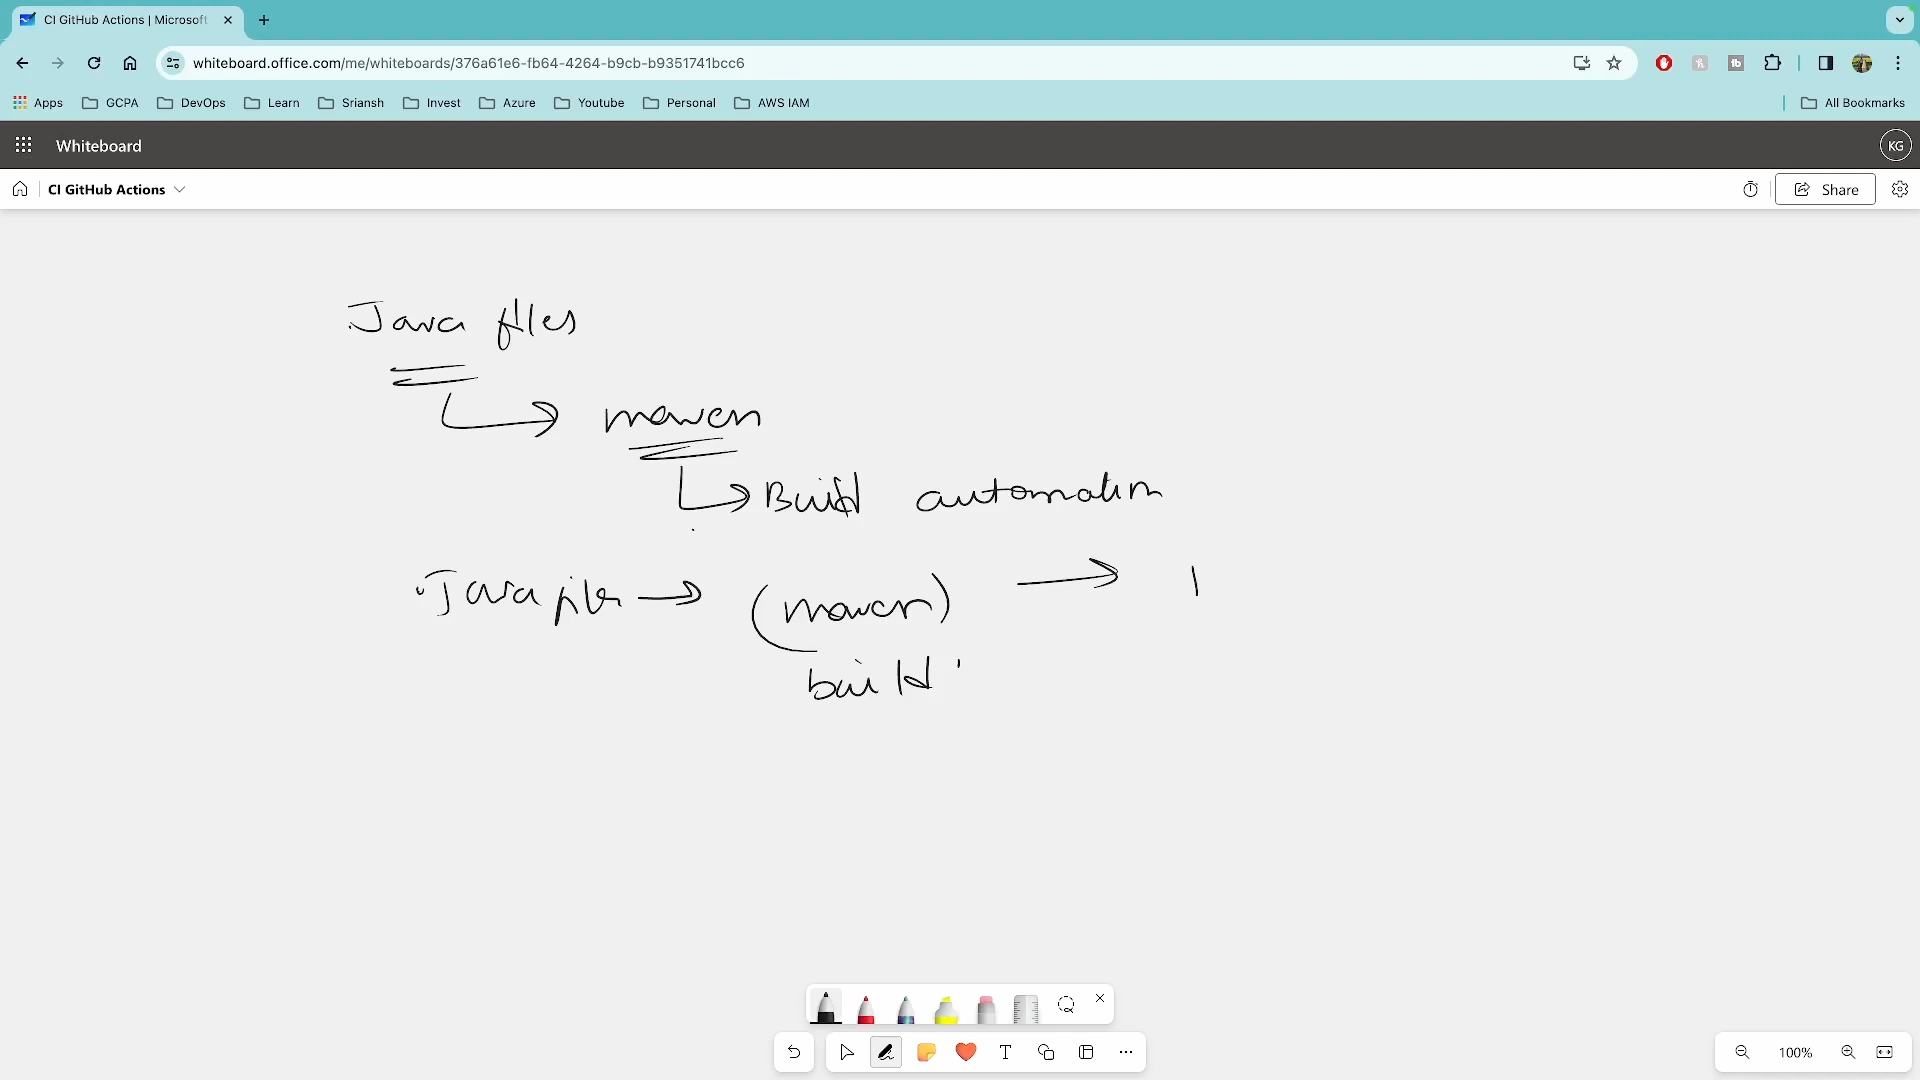 CI GitHub Actions | Microsoft
whiteboard.office.com/me/whiteboards/376a61e6-fb64-4264-b9cb-b9351741bcc6
Apps GCPA DevOps Learn Sriansh Invest Azure Youtube Personal AWS IAM All Bookmarks
Whiteboard KG
CI GitHub Actions Share
Java files
maven
Build automation
Java files (maven)
build
100%